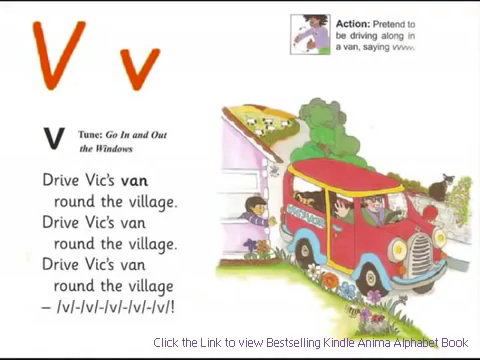 V v
Action: Pretend to
be driving along in
a van, saying vvvvv.
V
Tune: Go In and Out
the Windows
Drive Vic's van
round the village.
Drive Vic's van
round the village.
Drive Vic's van
round the village
– /v/-/v/-/v/-/v/-/v/!
Click the Link to view Bestselling Kindle Anima Alphabet Book